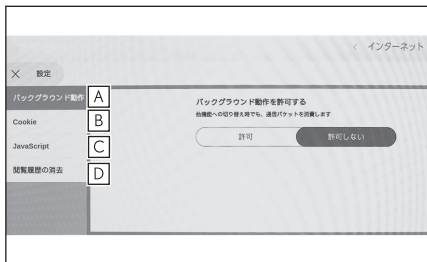 < インターネット
× 設定
バックグラウンド動作 A
Cookie B
JavaScript C
閲覧履歴の消去 D
バックグラウンド動作を許可する
他機能への切り替え時でも、通信パケットを消費します
許可 許可しない